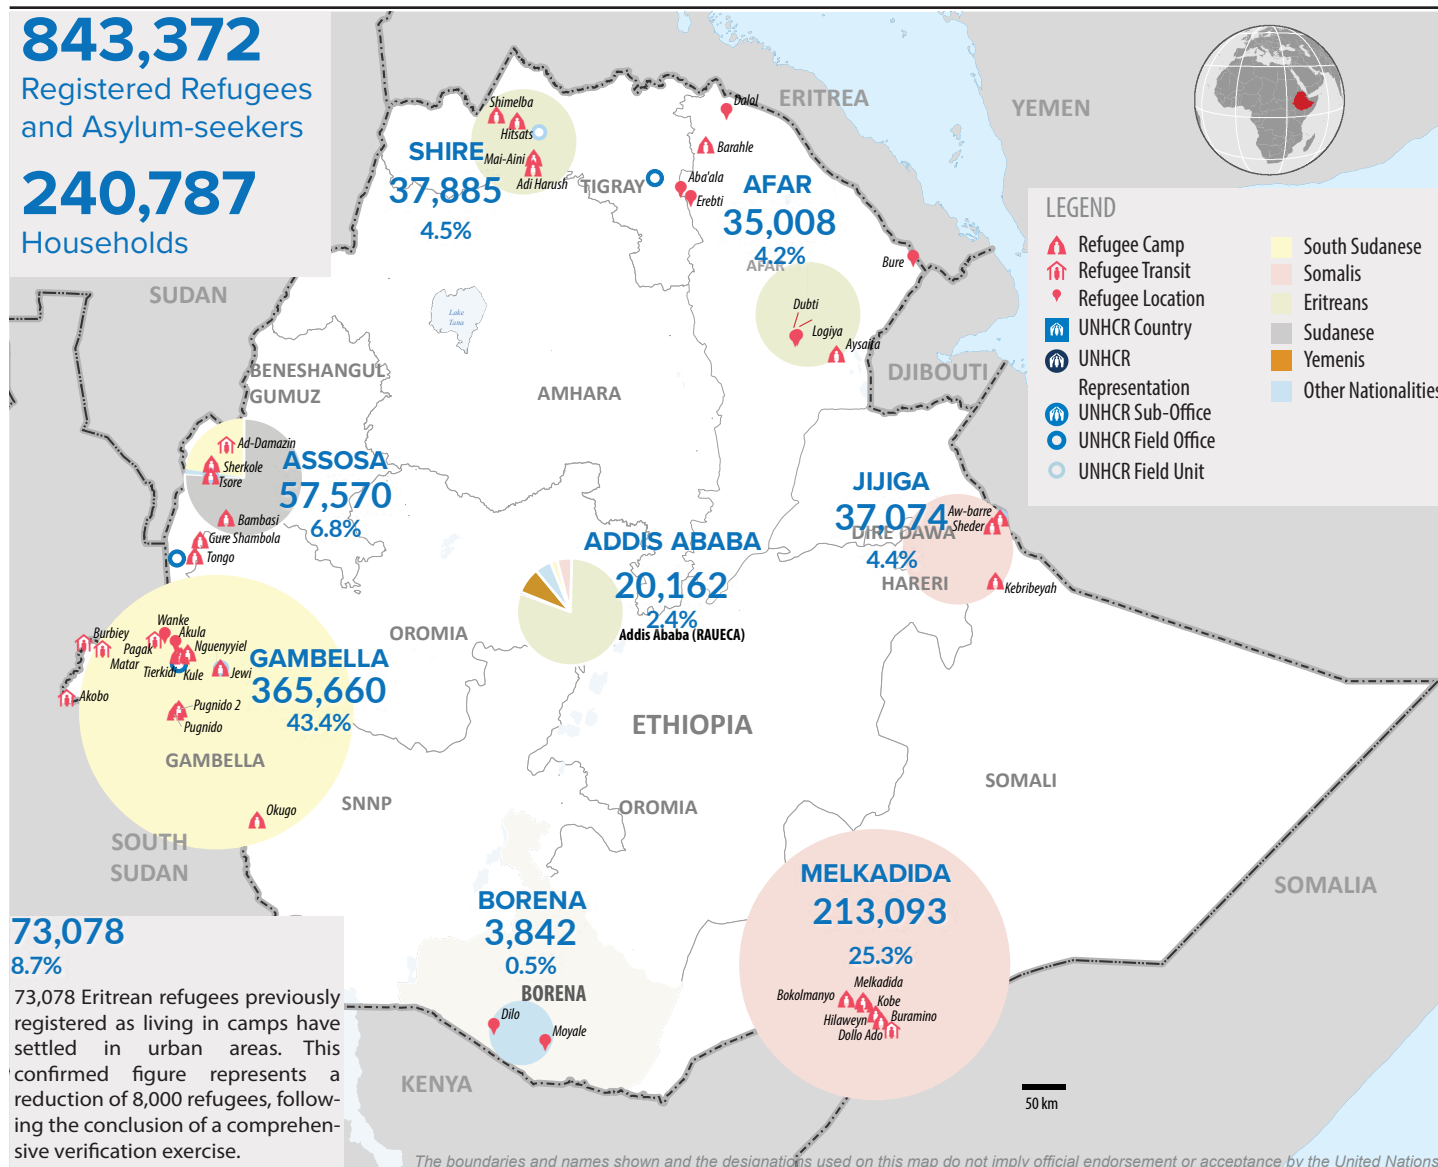 843,372
Registered Refugees
and Asylum-seekers
240,787
Households
ERITREA
YEMEN
SUDAN
DJIBOUTI
SOUTH
SUDAN
KENYA
SOMALIA
ETHIOPIA
Shimelba
Hitsats
SHIRE
Mai-Aini
37,885
Adi Harush
4.5%
TIGRAY
Dalol
Barahle
Aba'ala
Erebti
AFAR
35,008
4.2%
AFAR
Bure
Dubti
Logiya
Aysaita
Lake
Tana
BENESHANGUL
GUMUZ
AMHARA
Ad-Damazin
Sherkole
Tsore
ASSOSA
57,570
6.8%
Bambasi
Gure Shambola
Tongo
JIJIGA
37,074
Aw-barre
Sheder
DIRE DAWA
4.4%
HARERI
Kebribeyah
ADDIS ABABA
20,162
2.4%
Addis Ababa (RAUECA)
OROMIA
Wanke
Burbiey
Akula
Pagak
Nguenyyiel
Matar
Tierkidi
Kule
Jewi
GAMBELLA
365,660
43.4%
Akobo
Pugnido 2
Pugnido
GAMBELLA
Okugo
SNNP
OROMIA
SOMALI
BORENA
3,842
0.5%
BORENA
Dilo
Moyale
MELKADIDA
213,093
25.3%
Melkadida
Bokolmanyo
Kobe
Hilaweyn
Buramino
Dollo Ado
LEGEND
Refugee Camp
Refugee Transit
Refugee Location
UNHCR Country
UNHCR
Representation
UNHCR Sub-Office
UNHCR Field Office
UNHCR Field Unit
South Sudanese
Somalis
Eritreans
Sudanese
Yemenis
Other Nationalities
73,078
8.7%
73,078 Eritrean refugees previously
registered as living in camps have
settled in urban areas. This
confirmed figure represents a
reduction of 8,000 refugees, follow-
ing the conclusion of a comprehen-
sive verification exercise.
50 km
The boundaries and names shown and the designations used on this map do not imply official endorsement or acceptance by the United Nations